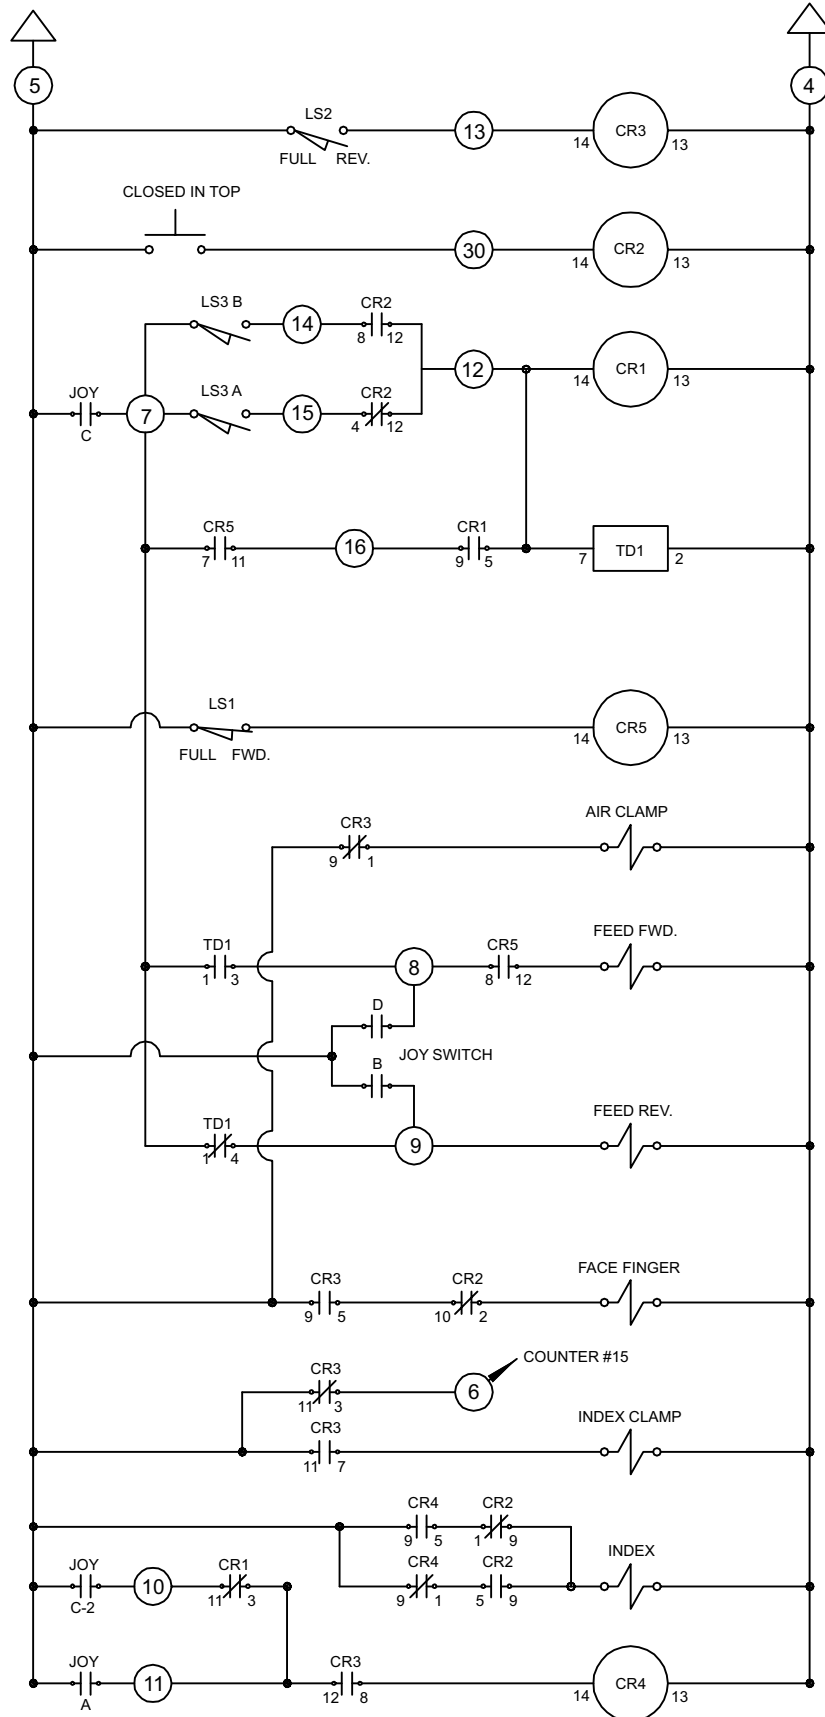 5
4
LS2
13
CR3
14
13
FULL REV.
CLOSED IN TOP
30
CR2
14
13
LS3 B
14
CR2
8
12
12
CR1
14
13
JOY
C
7
LS3 A
15
CR2
4
12
CR5
7
11
16
CR1
9
5
7
TD1
2
LS1
FULL FWD.
CR5
14
13
AIR CLAMP
CR3
9
1
TD1
1
3
8
CR5
8
12
FEED FWD.
D
JOY SWITCH
B
TD1
1
4
9
FEED REV.
CR3
9
5
CR2
10
2
FACE FINGER
COUNTER #15
CR3
11
3
6
CR3
11
7
INDEX CLAMP
CR4
9
5
CR2
1
9
JOY
C-2
10
CR1
11
3
CR4
9
1
CR2
5
9
INDEX
JOY
A
11
CR3
12
8
CR4
14
13